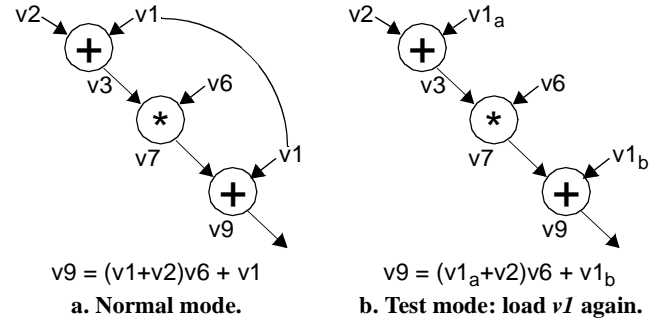 v2 v1
+
v3 v6
*
v7 v1
+
v9
v9 = (v1+v2)v6 + v1
a. Normal mode.
v2 v1a
+
v3 v6
*
v7 v1b
+
v9
v9 = (v1a+v2)v6 + v1b
b. Test mode: load v1 again.